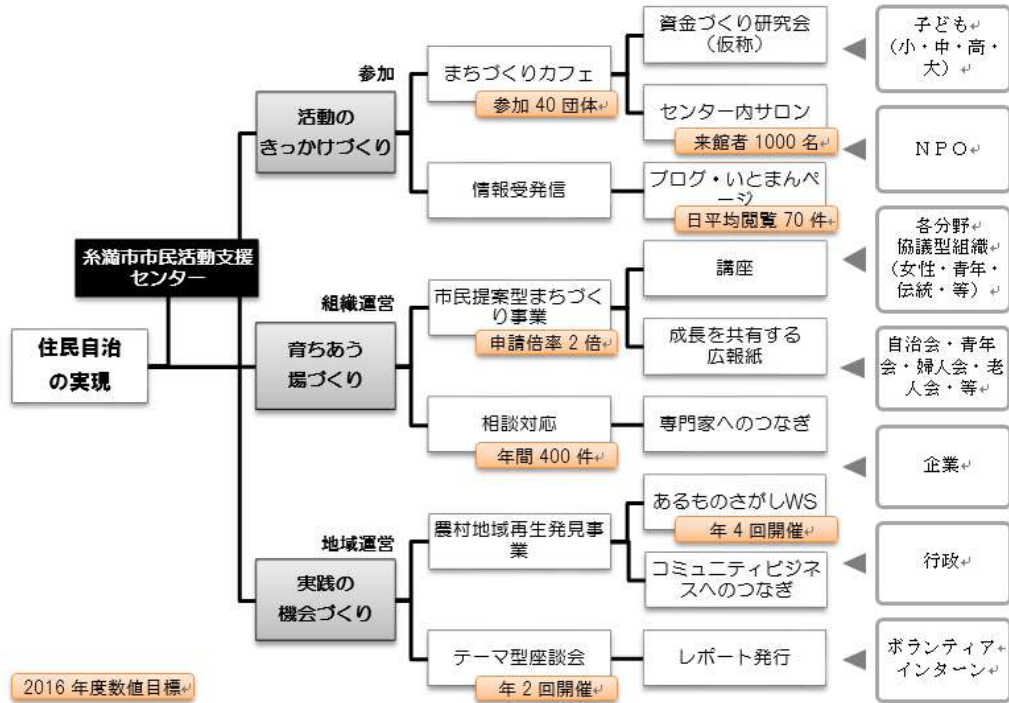 参加
活動の
きっかけづくり
まちづくりカフェ
参加 40 団体
資金づくり研究会
(仮称)
センター内サロン
来館者 1000 名
情報受発信
ブログ・いとまんペ
ージ
日平均閲覧 70 件
糸満市市民活動支援
センター
住民自治
の実現
組織運営
育ちあう
場づくり
市民提案型まちづく
り事業
申請倍率 2 倍
講座
成長を共有する
広報紙
相談対応
年間 400 件
専門家へのつなぎ
地域運営
実践の
機会づくり
農村地域再生発見事
業
あるものさがしWS
年 4 回開催
コミュニティビジネ
スへのつなぎ
テーマ型座談会
年 2 回開催
レポート発行
子ども
(小・中・高・
大)
NPO
各分野
協議型組織
(女性・青年・
伝統・等)
自治会・青年
会・婦人会・老
人会・等
企業
行政
ボランティア
インターン
2016 年度数値目標